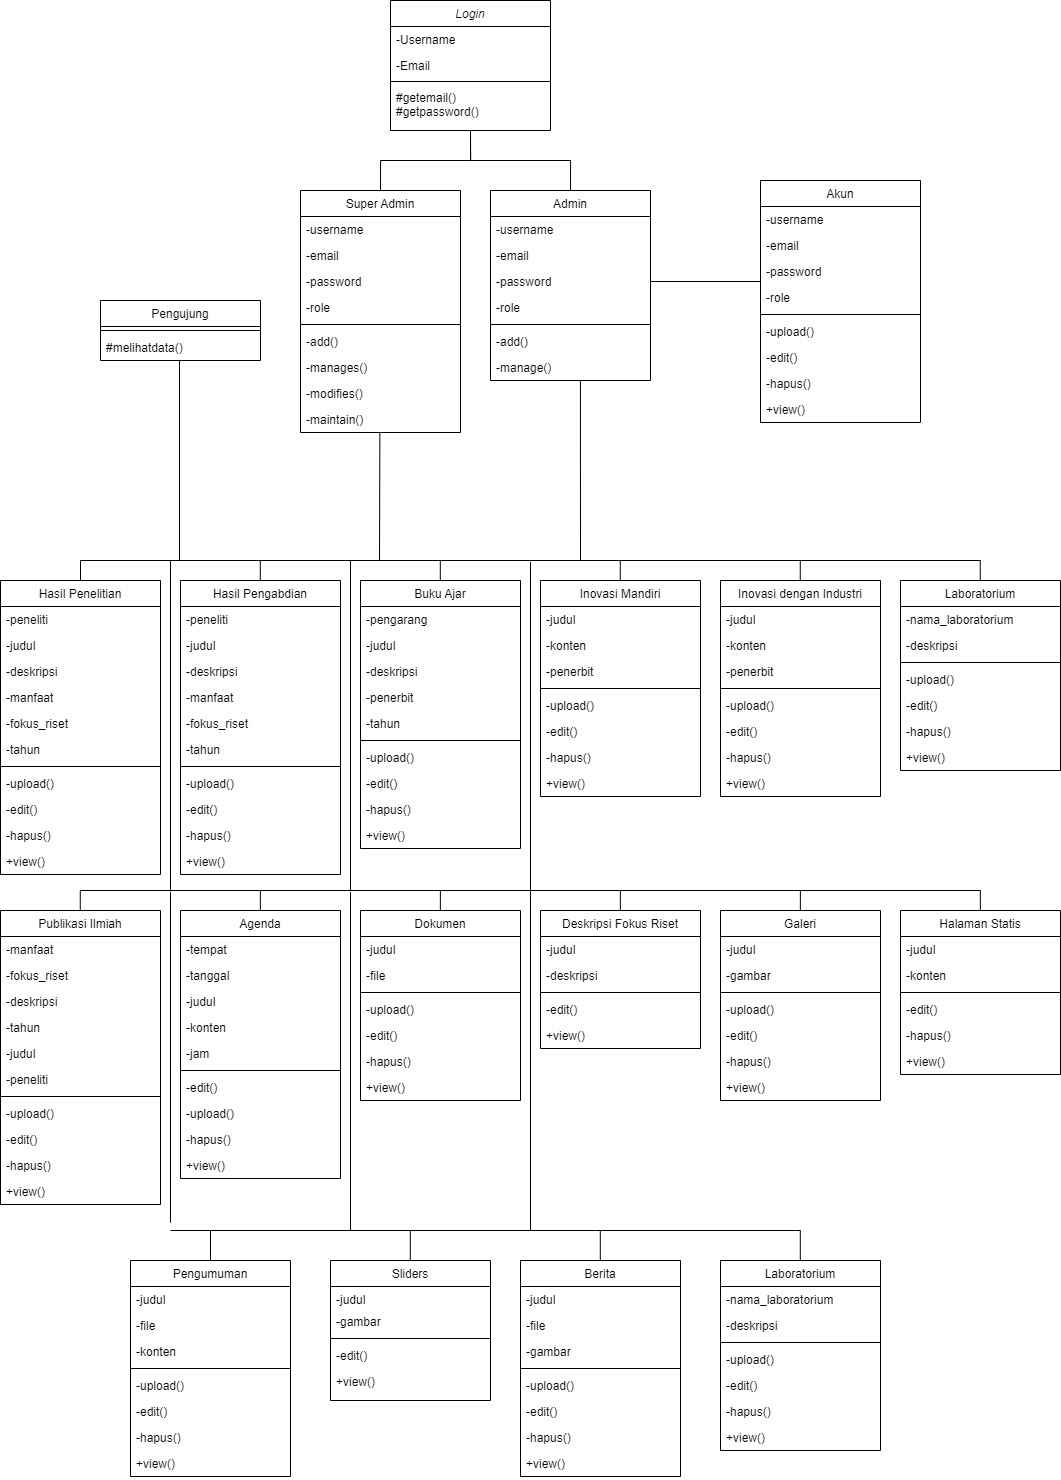 Login
-Username
-Email
#getemail()
#getpassword()
Super Admin
-username
-email
-password
-role
-add()
-manages()
-modifies()
-maintain()
Admin
-username
-email
-password
-role
-add()
-manage()
Akun
-username
-email
-password
-role
-upload()
-edit()
-hapus()
+view()
Pengujung
#melihatdata()
Hasil Penelitian
-peneliti
-judul
-deskripsi
-manfaat
-fokus_riset
-tahun
-upload()
-edit()
-hapus()
+view()
Hasil Pengabdian
-peneliti
-judul
-deskripsi
-manfaat
-fokus_riset
-tahun
-upload()
-edit()
-hapus()
+view()
Buku Ajar
-pengarang
-judul
-deskripsi
-penerbit
-tahun
-upload()
-edit()
-hapus()
+view()
Inovasi Mandiri
-judul
-konten
-penerbit
-upload()
-edit()
-hapus()
+view()
Inovasi dengan Industri
-judul
-konten
-penerbit
-upload()
-edit()
-hapus()
+view()
Laboratorium
-nama_laboratorium
-deskripsi
-upload()
-edit()
-hapus()
+view()
Publikasi Ilmiah
-manfaat
-fokus_riset
-deskripsi
-tahun
-judul
-peneliti
-upload()
-edit()
-hapus()
+view()
Agenda
-tempat
-tanggal
-judul
-konten
-jam
-edit()
-upload()
-hapus()
+view()
Dokumen
-judul
-file
-upload()
-edit()
-hapus()
+view()
Deskripsi Fokus Riset
-judul
-deskripsi
-edit()
+view()
Galeri
-judul
-gambar
-upload()
-edit()
-hapus()
+view()
Halaman Statis
-judul
-konten
-edit()
-hapus()
+view()
Pengumuman
-judul
-file
-konten
-upload()
-edit()
-hapus()
+view()
Sliders
-judul
-gambar
-edit()
+view()
Berita
-judul
-file
-gambar
-upload()
-edit()
-hapus()
+view()
Laboratorium
-nama_laboratorium
-deskripsi
-upload()
-edit()
-hapus()
+view()